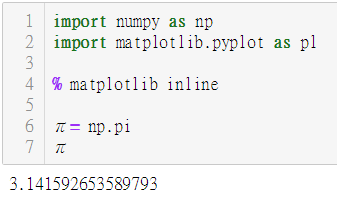 1 import numpy as np
2 import matplotlib.pyplot as pl
3
4 % matplotlib inline
5
6 π = np.pi
7 π
3.141592653589793